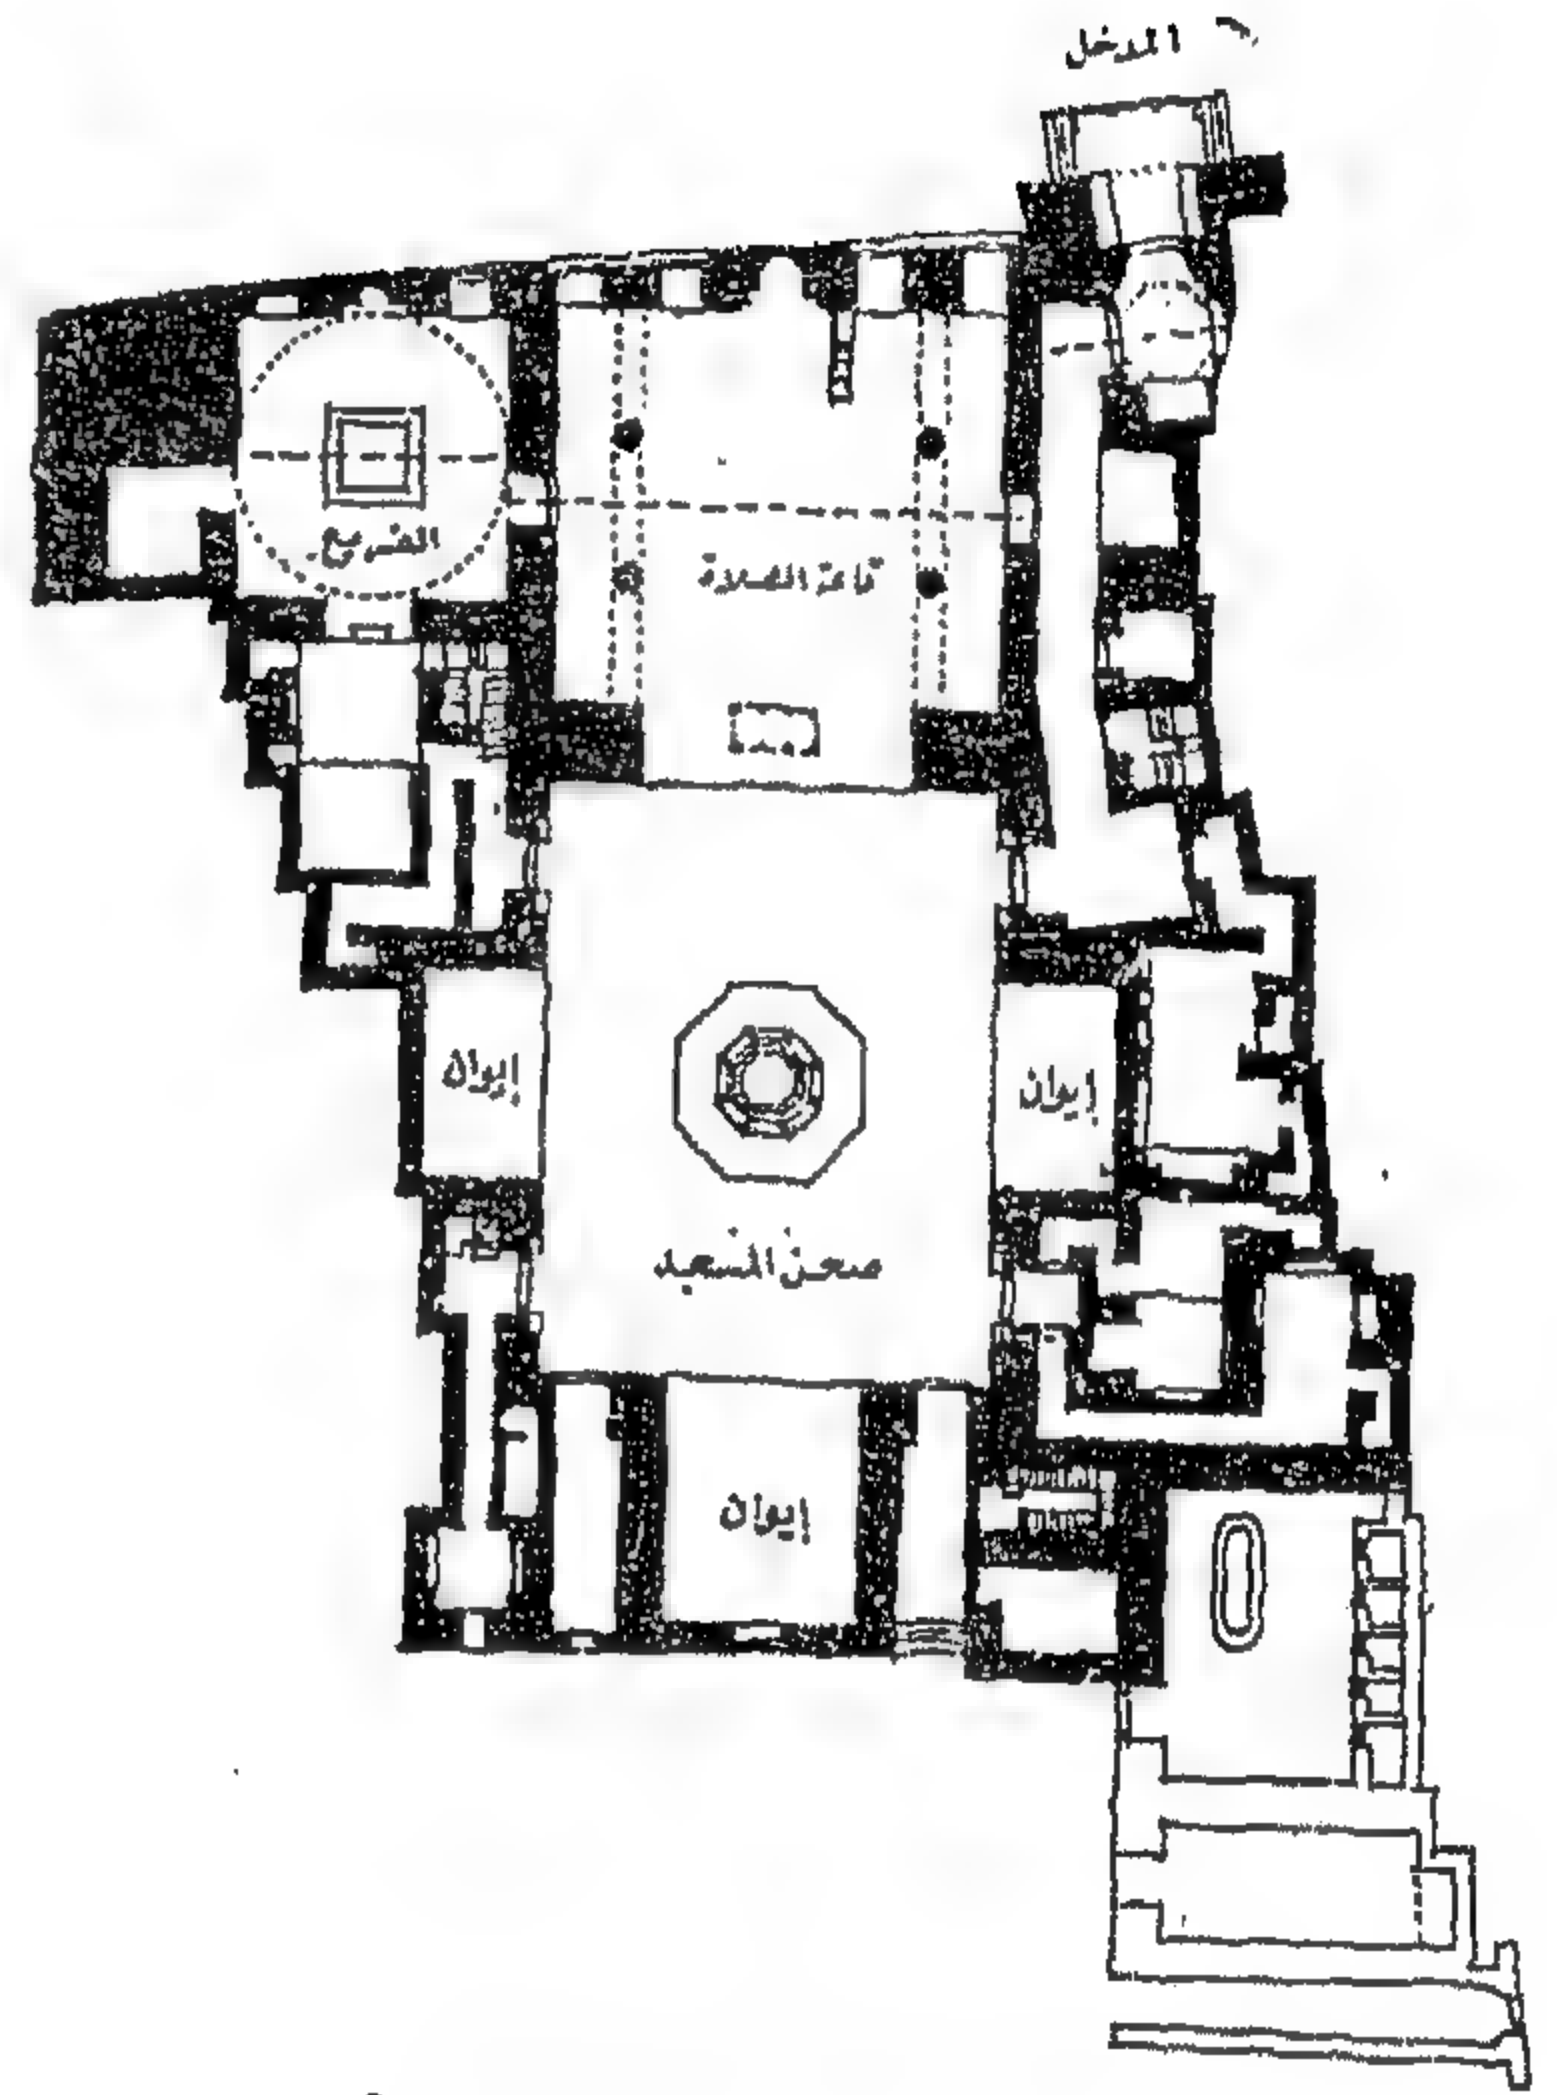 المدخل
الضريح
قاعة الصلاة
إيوان
إيوان
صحن المسجد
إيوان